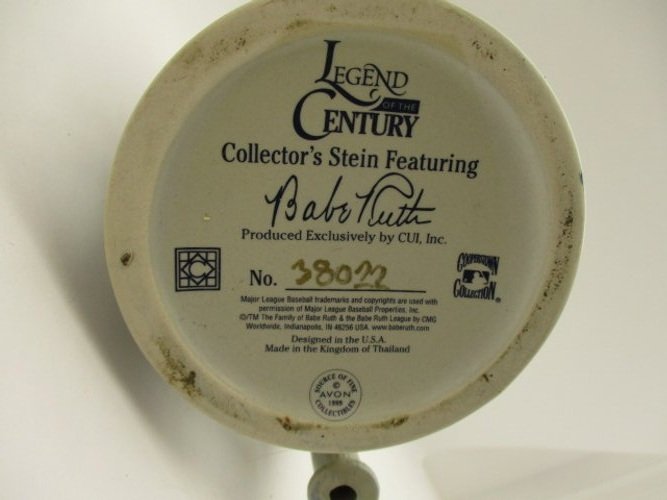 LEGEND
OF THE
CENTURY
Collector's Stein Featuring
Babe Ruth
Produced Exclusively by CUI, Inc.
C
No. 38022
COOPERSTOWN
COLLECTION
Major League Baseball trademarks and copyrights are used with
permission of Major League Baseball Properties, Inc.
©/TM The Family of Babe Ruth & the Babe Ruth League by CMG
Worldwide, Indianapolis, IN 46256 USA. www.baberuth.com
Designed in the U.S.A.
Made in the Kingdom of Thailand
SOURCE OF FINE
©
AVON
1999
COLLECTIBLES